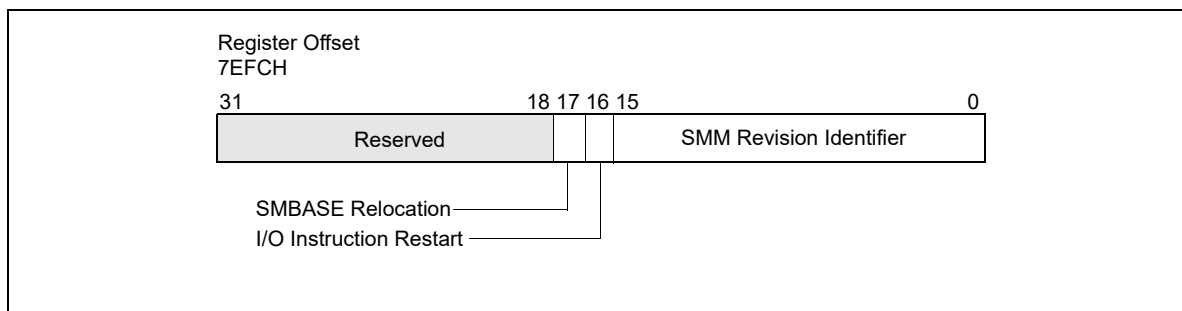 Register Offset
7EFCH
31 18 17 16 15 0
Reserved SMM Revision Identifier
SMBASE Relocation
I/O Instruction Restart